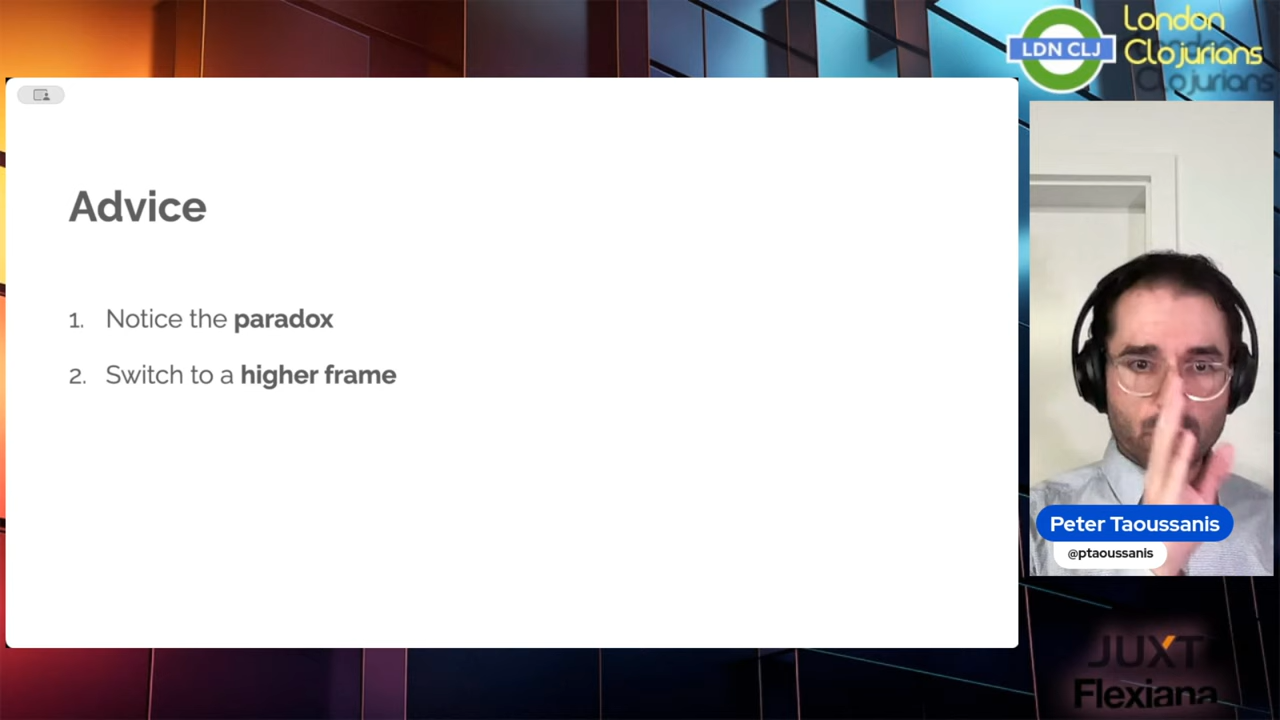 Advice
1. Notice the paradox
2. Switch to a higher frame
LDN CLJ
London
Clojurians
Clojurians
Peter Taoussanis
@ptaoussanis
JUXT
Flexiana